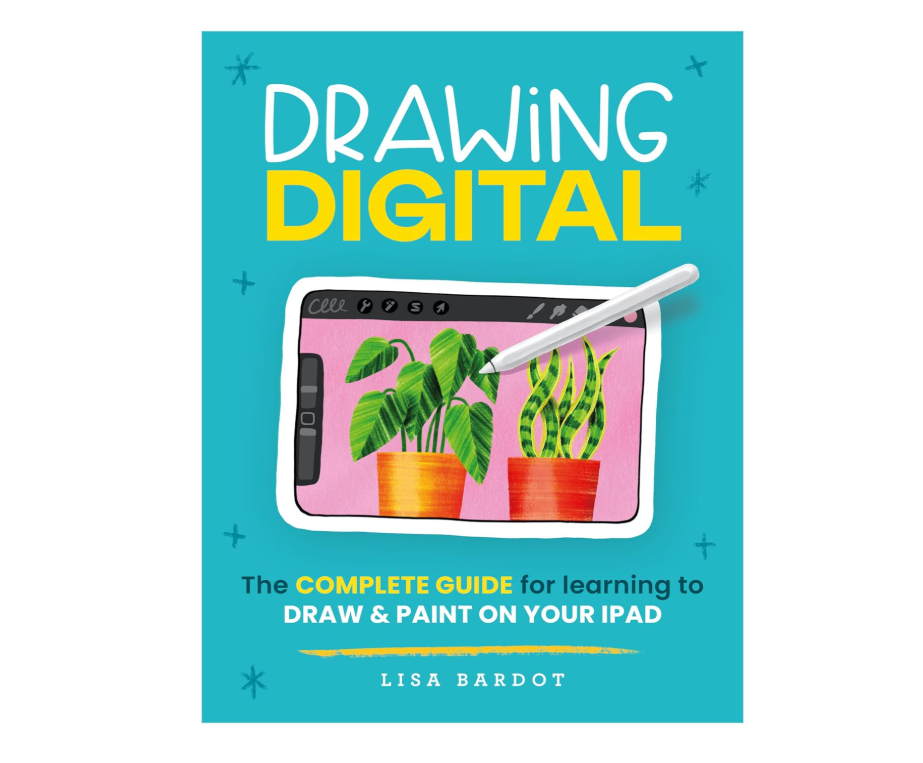 DRAWiNG
DIGITAL
The COMPLETE GUIDE for learning to
DRAW & PAINT ON YOUR IPAD
LISA BARDOT